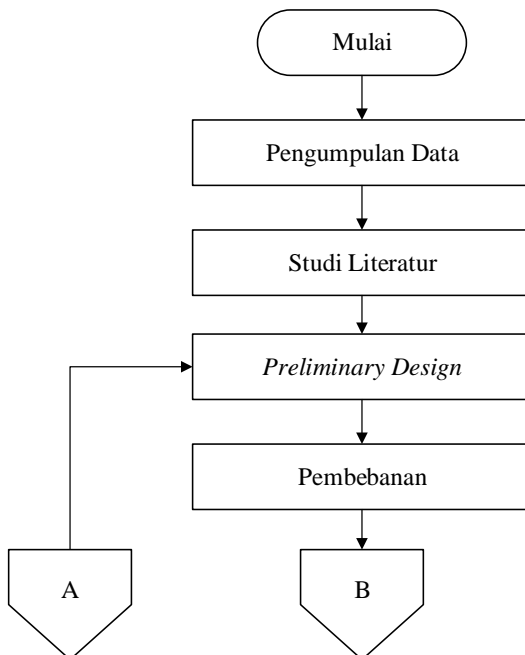 Mulai
Pengumpulan Data
Studi Literatur
Preliminary Design
Pembebanan
A
B